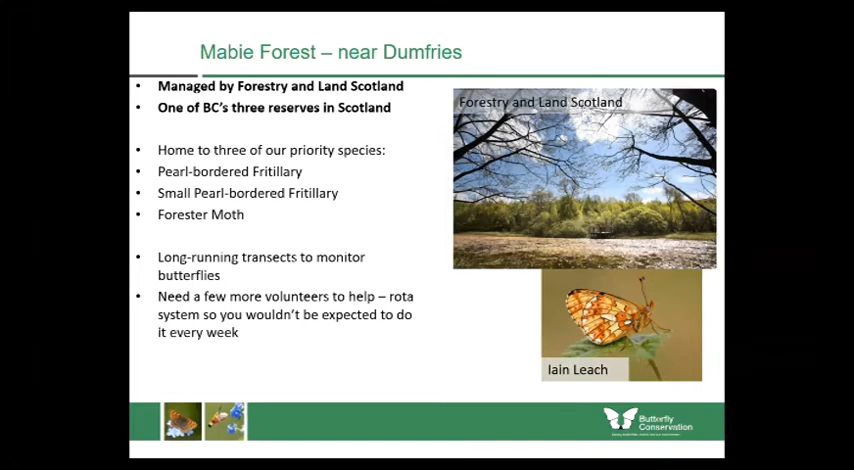 Mabie Forest – near Dumfries
• Managed by Forestry and Land Scotland
• One of BC's three reserves in Scotland
• Home to three of our priority species:
• Pearl-bordered Fritillary
• Small Pearl-bordered Fritillary
• Forester Moth
• Long-running transects to monitor
butterflies
• Need a few more volunteers to help – rota
system so you wouldn't be expected to do
it every week
Forestry and Land Scotland
Iain Leach
Butterfly
Conservation